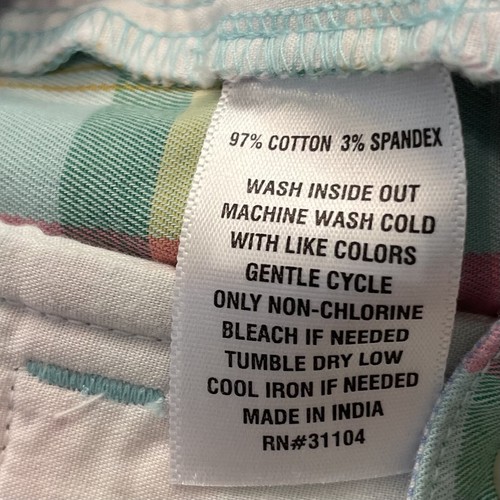 97% COTTON 3% SPANDEX
WASH INSIDE OUT
MACHINE WASH COLD
WITH LIKE COLORS
GENTLE CYCLE
ONLY NON-CHLORINE
BLEACH IF NEEDED
TUMBLE DRY LOW
COOL IRON IF NEEDED
MADE IN INDIA
RN#31104